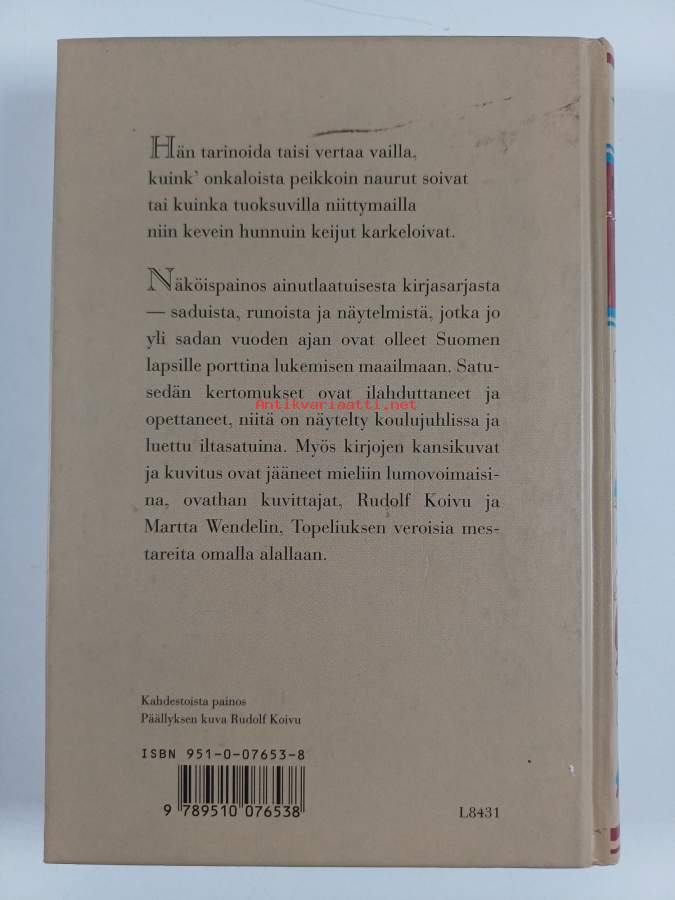 Hän tarinoida taisi vertaa vailla,
kuink’ onkaloista peikkoin naurut soivat
tai kuinka tuoksuvilla niittymailla
niin kevein hunnuin keijut karkeloivat.
Näköispainos ainutlaatuisesta kirjasarjasta
— saduista, runoista ja näytelmistä, jotka jo
yli sadan vuoden ajan ovat olleet Suomen
lapsille porttina lukemisen maailmaan. Satu-
sedän kertomukset ovat ilahduttaneet ja
Antikvariaatti.net
opettaneet, niitä on näytelty koulujuhlissa ja
luettu iltasatuina. Myös kirjojen kansikuvat
ja kuvitus ovat jääneet mieliin lumovoimaisi-
na, ovathan kuvittajat, Rudolf Koivu ja
Martta Wendelin, Topeliuksen veroisia mes-
tareita omalla alallaan.
Kahdestoista painos
Päällyksen kuva Rudolf Koivu
ISBN 951-0-07653-8
9 789510 076538
L8431